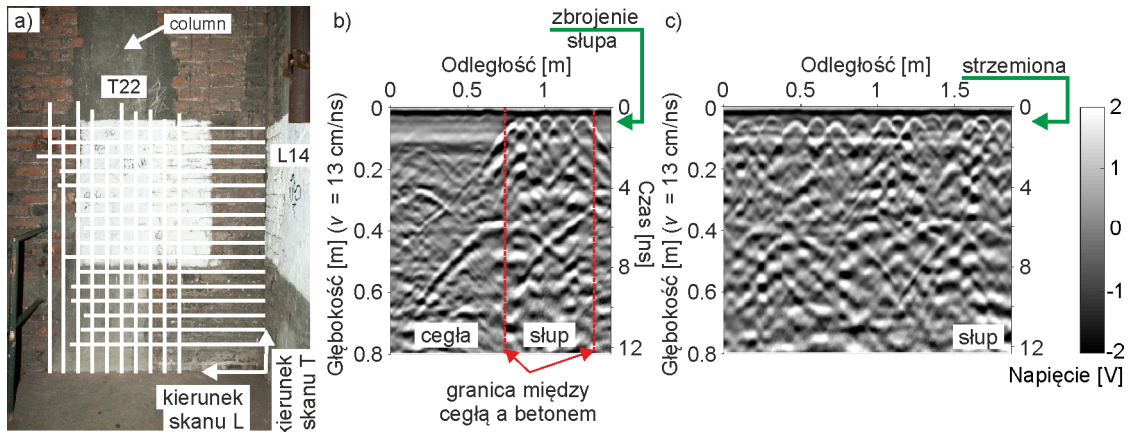 a)
column
T22
L14
kierunek
skanu L
kierunek
skanu T
b)
zbrojenie
słupa
Odległość [m]
0 0.5 1
0
0.2
0.4
0.6
0.8
Głębokość [m] (v = 13 cm/ns)
0
4
8
12
Czas [ns]
cegła
słup
granica między
cegłą a betonem
c)
strzemiona
Odległość [m]
0 0.5 1 1.5
0
0.2
0.4
0.6
0.8
Głębokość [m] (v = 13 cm/ns)
0
4
8
12
słup
2
1
0
-1
-2
Napięcie [V]